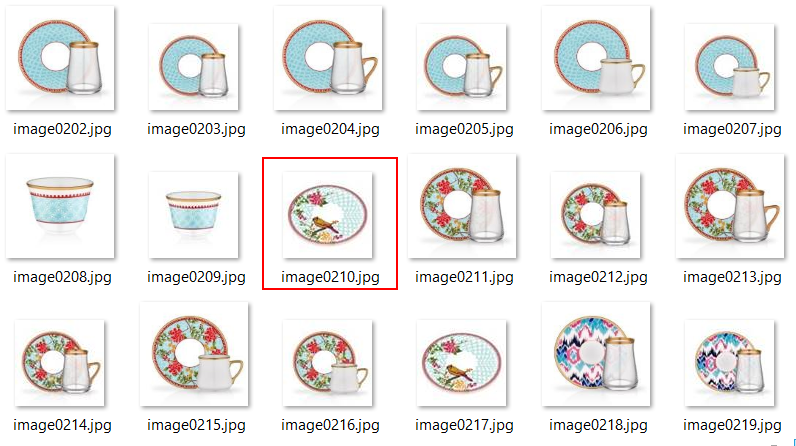 image0202.jpg image0203.jpg image0204.jpg image0205.jpg image0206.jpg image0207.jpg
image0208.jpg image0209.jpg image0210.jpg image0211.jpg image0212.jpg image0213.jpg
image0214.jpg image0215.jpg image0216.jpg image0217.jpg image0218.jpg image0219.jpg